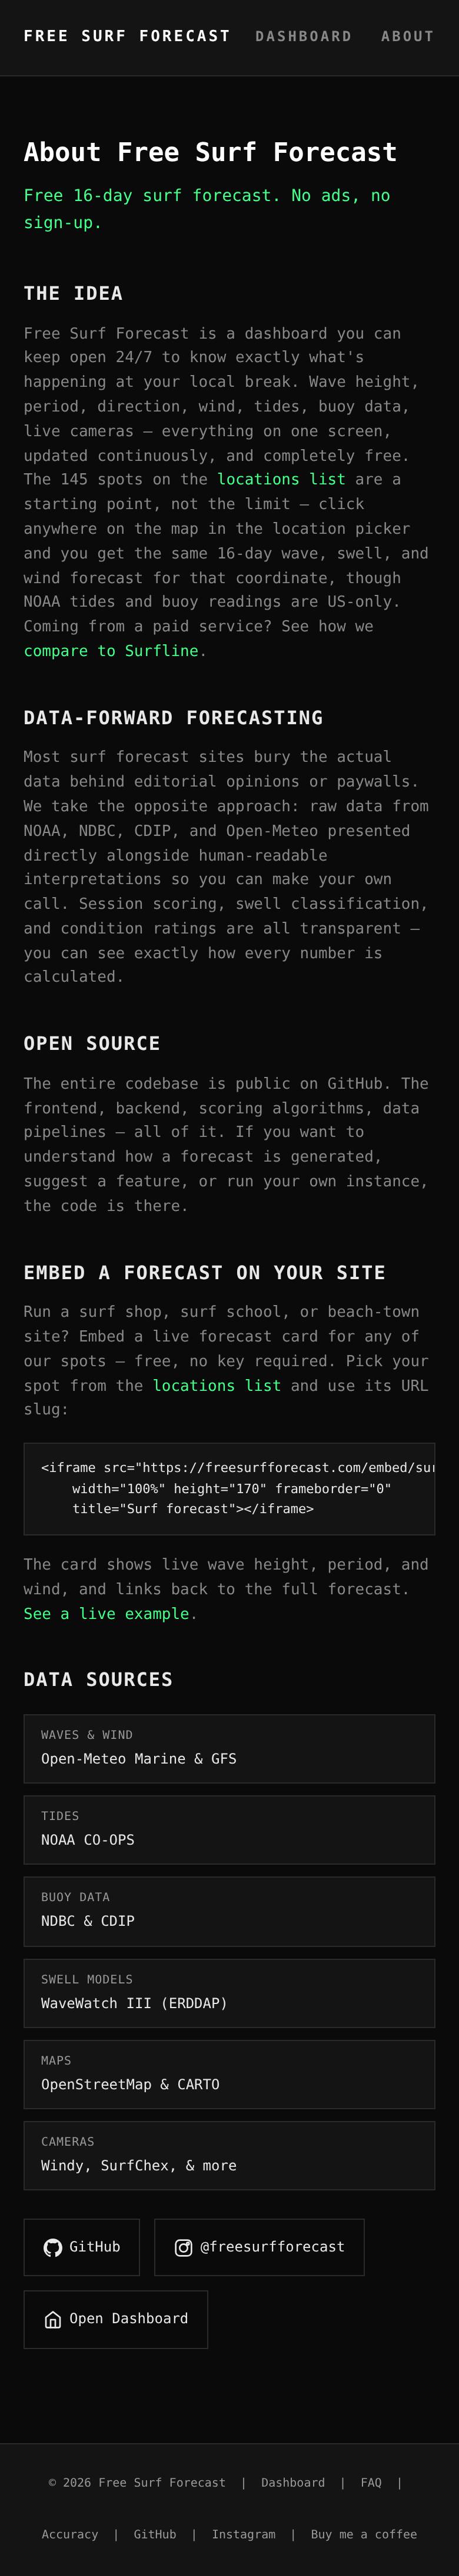 FREE SURF FORECAST DASHBOARD ABOUT
About Free Surf Forecast
Free 16-day surf forecast. No ads, no
sign-up.
THE IDEA
Free Surf Forecast is a dashboard you can
keep open 24/7 to know exactly what's
happening at your local break. Wave height,
period, direction, wind, tides, buoy data,
live cameras — everything on one screen,
updated continuously, and completely free.
The 145 spots on the locations list are a
starting point, not the limit — click
anywhere on the map in the location picker
and you get the same 16-day wave, swell, and
wind forecast for that coordinate, though
NOAA tides and buoy readings are US-only.
Coming from a paid service? See how we
compare to Surfline.
DATA-FORWARD FORECASTING
Most surf forecast sites bury the actual
data behind editorial opinions or paywalls.
We take the opposite approach: raw data from
NOAA, NDBC, CDIP, and Open-Meteo presented
directly alongside human-readable
interpretations so you can make your own
call. Session scoring, swell classification,
and condition ratings are all transparent —
you can see exactly how every number is
calculated.
OPEN SOURCE
The entire codebase is public on GitHub. The
frontend, backend, scoring algorithms, data
pipelines — all of it. If you want to
understand how a forecast is generated,
suggest a feature, or run your own instance,
the code is there.
EMBED A FORECAST ON YOUR SITE
Run a surf shop, surf school, or beach-town
site? Embed a live forecast card for any of
our spots — free, no key required. Pick your
spot from the locations list and use its URL
slug:
<iframe src="https://freesurfforecast.com/embed/sur
width="100%" height="170" frameborder="0"
title="Surf forecast"></iframe>
The card shows live wave height, period, and
wind, and links back to the full forecast.
See a live example.
DATA SOURCES
WAVES & WIND
Open-Meteo Marine & GFS
TIDES
NOAA CO-OPS
BUOY DATA
NDBC & CDIP
SWELL MODELS
WaveWatch III (ERDDAP)
MAPS
OpenStreetMap & CARTO
CAMERAS
Windy, SurfChex, & more
GitHub @freesurfforecast
Open Dashboard
© 2026 Free Surf Forecast | Dashboard | FAQ |
Accuracy | GitHub | Instagram | Buy me a coffee